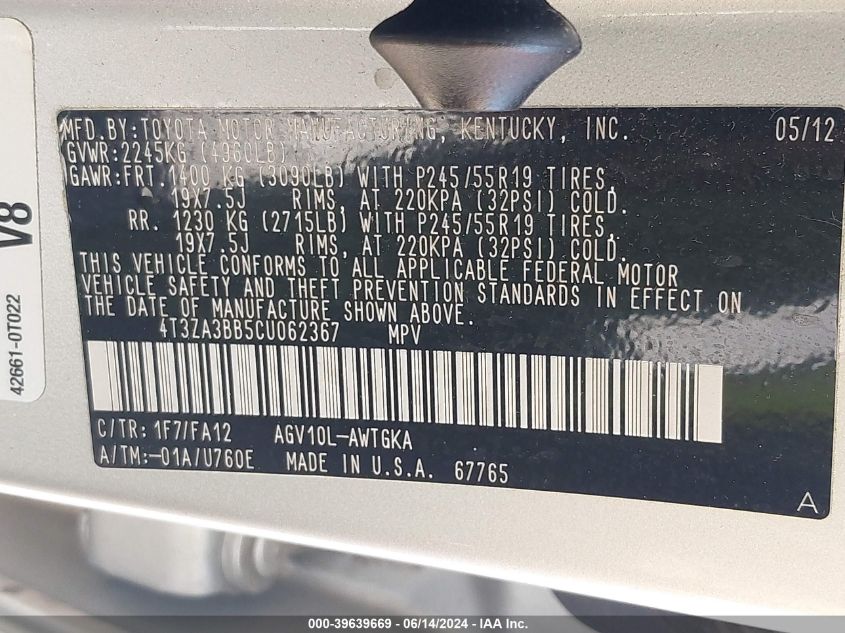 MFD.BY:TOYOTA MOTOR MANUFACTURING, KENTUCKY, INC. 05/12
GVWR:2245KG (4960LB)
GAWR:FRT.1400 KG (3090LB) WITH P245/55R19 TIRES,
19X7.5J RIMS, AT 220KPA (32PSI) COLD.
RR. 1230 KG (2715LB) WITH P245/55R19 TIRES,
19X7.5J RIMS, AT 220KPA (32PSI) COLD.
THIS VEHICLE CONFORMS TO ALL APPLICABLE FEDERAL MOTOR
VEHICLE SAFETY AND THEFT PREVENTION STANDARDS IN EFFECT ON
THE DATE OF MANUFACTURE SHOWN ABOVE.
4T3ZA3BB5CU062367 MPV
C/TR: 1F7/FA12 AGV10L-AWTGKA
A/TM:-01A/U760E MADE IN U.S.A. 67765
A
V8
42661-0T022
000-39639669 - 06/14/2024 - IAA Inc.